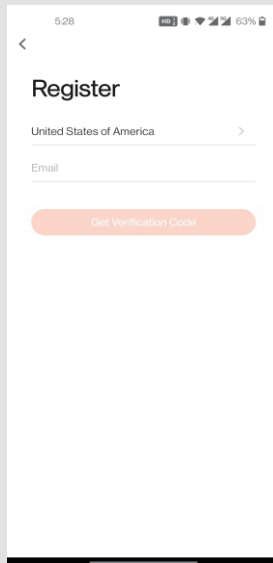 5:28 63%
Register
United States of America
Email
Get Verification Code